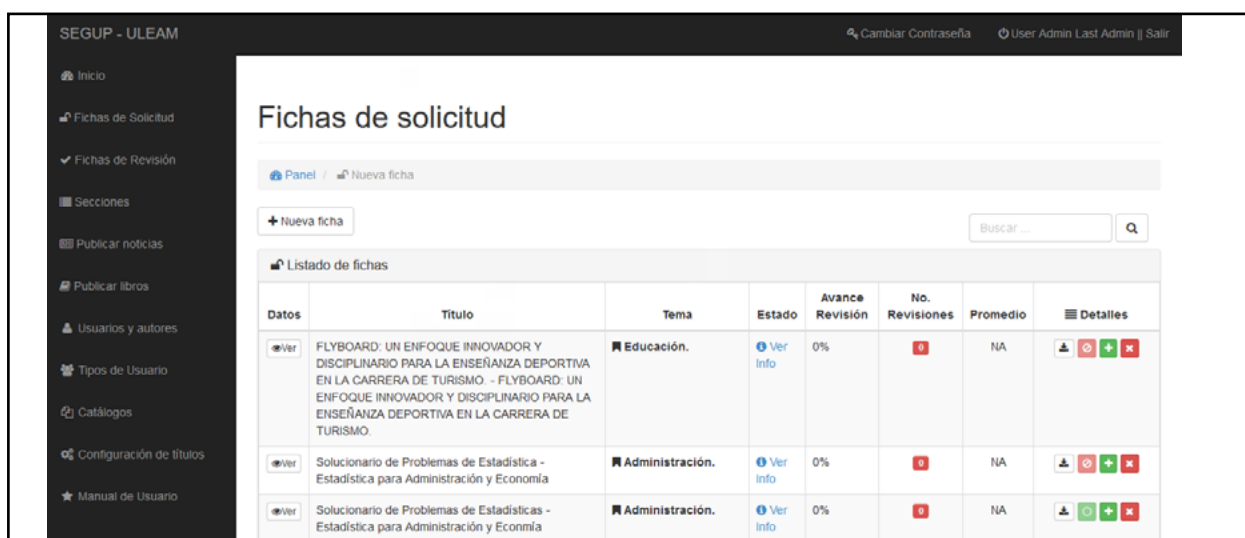 SEGUP - ULEAM
Cambiar Contraseña
User Admin Last Admin || Salir
Inicio
Fichas de Solicitud
Fichas de Revisión
Secciones
Publicar noticias
Publicar libros
Usuarios y autores
Tipos de Usuario
Catálogos
Configuración de títulos
Manual de Usuario
Fichas de solicitud
Panel / Nueva ficha
+ Nueva ficha
Buscar ...
Listado de fichas
Datos Título Tema Estado Avance Revisión No. Revisiones Promedio Detalles
Ver
FLYBOARD: UN ENFOQUE INNOVADOR Y
DISCIPLINARIO PARA LA ENSEÑANZA DEPORTIVA
EN LA CARRERA DE TURISMO. - FLYBOARD: UN
ENFOQUE INNOVADOR Y DISCIPLINARIO PARA LA
ENSEÑANZA DEPORTIVA EN LA CARRERA DE
TURISMO.
Educación.
Ver
Info
0%
0
NA
Ver
Solucionario de Problemas de Estadística -
Estadística para Administración y Economía
Administración.
Ver
Info
0%
0
NA
Ver
Solucionario de Problemas de Estadísticas -
Estadística para Administración y Econmía
Administración.
Ver
Info
0%
0
NA